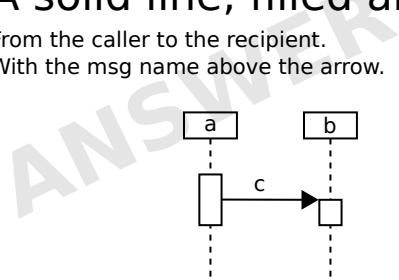 A solid line, filled a
From the caller to the recipient.
With the msg name above the arrow.
ANSWER
a
b
c